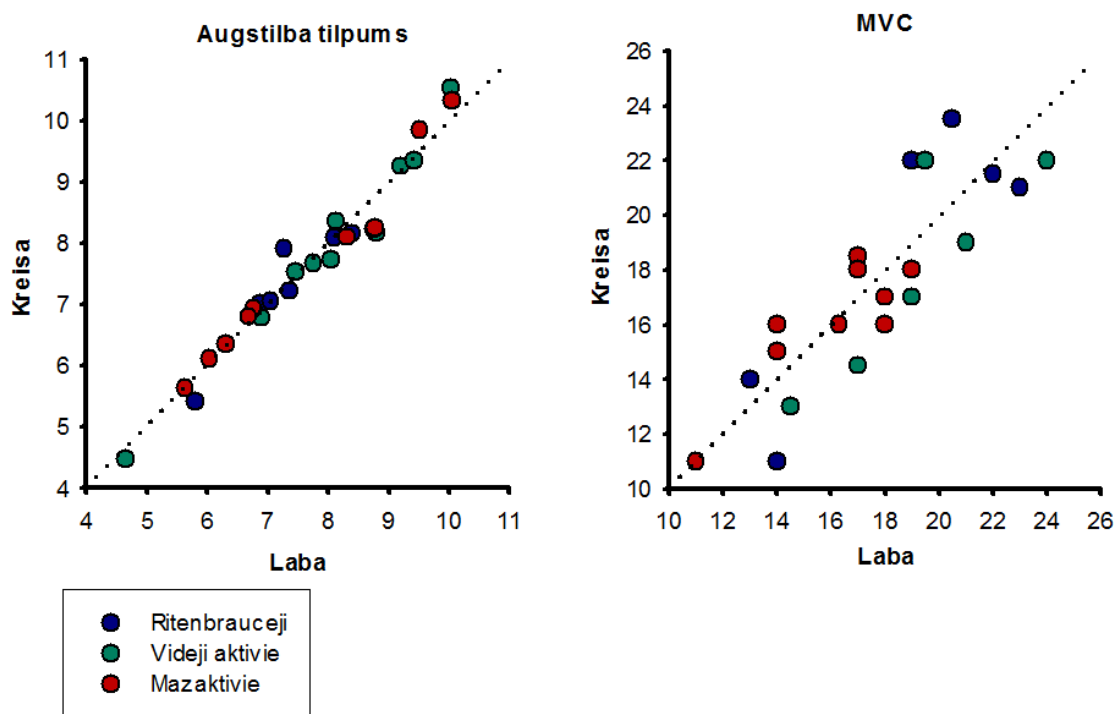 Augstilba tilpums
11
10
9
8
7
6
5
4
Kreisa
4 5 6 7 8 9 10 11
Laba
MVC
26
24
22
20
18
16
14
12
10
Kreisa
10 12 14 16 18 20 22 24 26
Laba
Ritenbrauceji
Videji aktivie
Mazaktivie